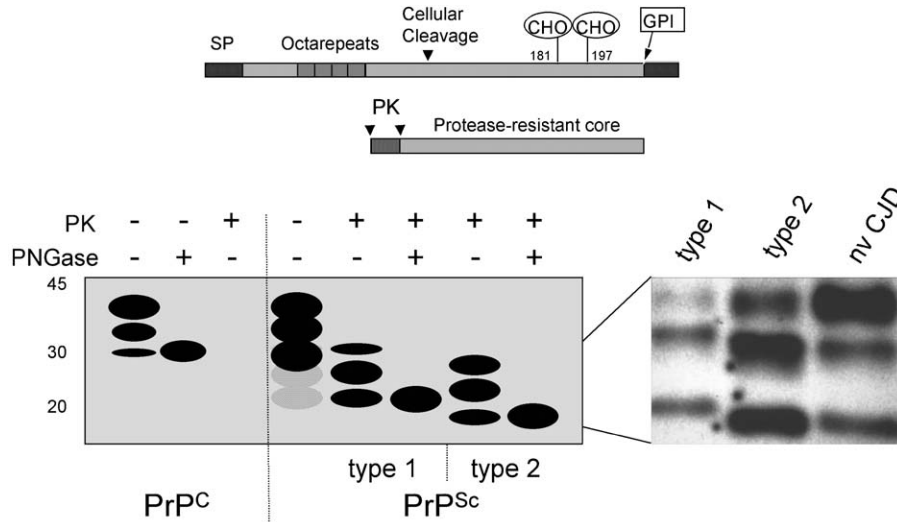 Cellular
Cleavage
CHO CHO
GPI
SP Octarepeats
181 197
PK
Protease-resistant core
PK - - + - + + + +
PNGase - + - - - + - +
type 1 type 2 nv CJD
45
30
20
type 1 type 2
PrPC PrPSc